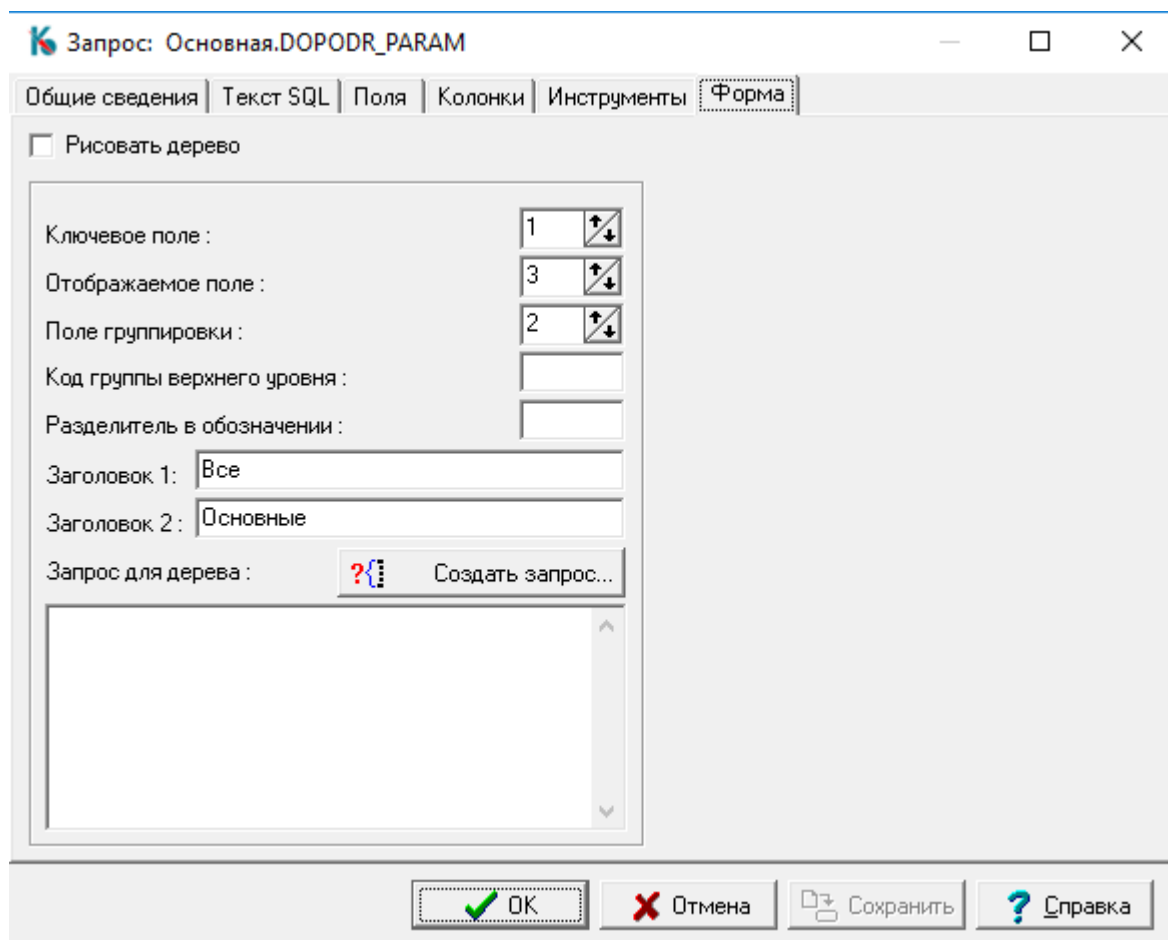 Запрос: Основная.DOPODR_PARAM
Общие сведения Текст SQL Поля Колонки Инструменты Форма
Рисовать дерево
Ключевое поле : 1
Отображаемое поле : 3
Поле группировки : 2
Код группы верхнего уровня :
Разделитель в обозначении :
Заголовок 1: Все
Заголовок 2 : Основные
Запрос для дерева : ?{ Создать запрос...
OK Отмена Сохранить ? Справка